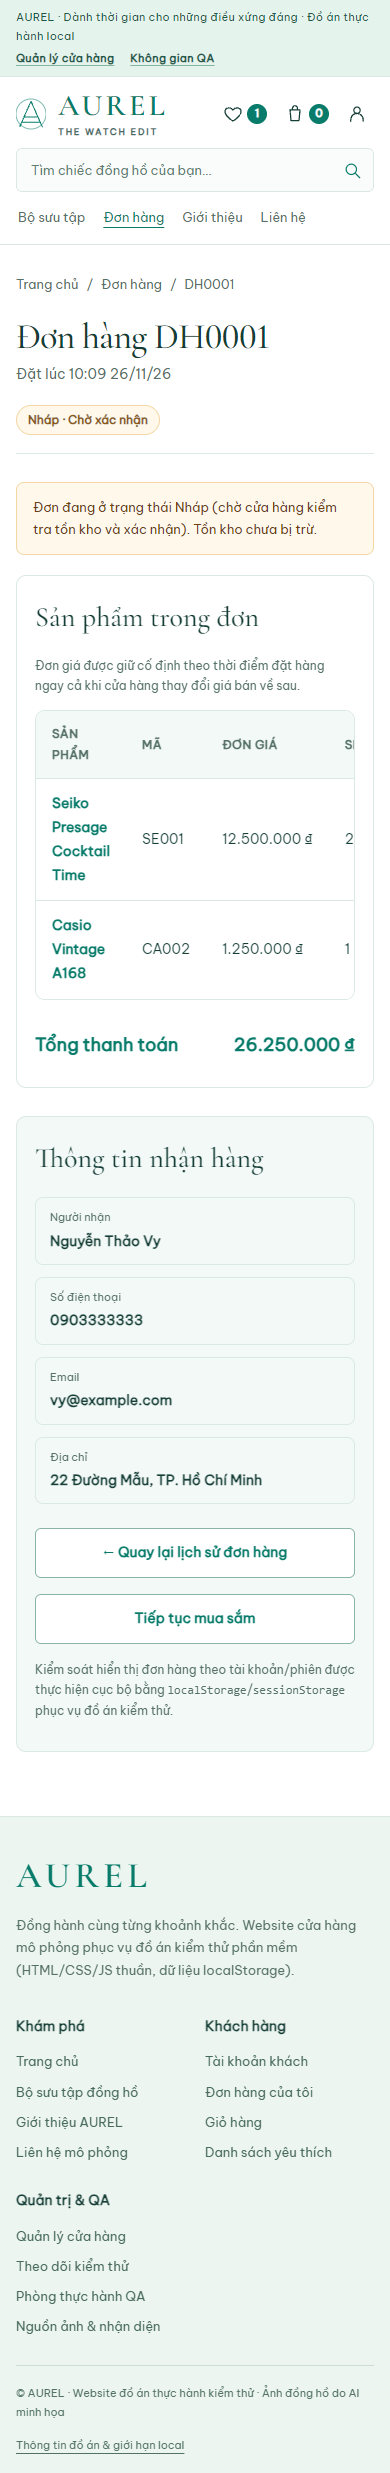 AUREL · Dành thời gian cho những điều xứng đáng · Đồ án thực
hành local
Quản lý cửa hàng Không gian QA
AUREL
THE WATCH EDIT
1
0
Tìm chiếc đồng hồ của bạn...
Bộ sưu tập Đơn hàng Giới thiệu Liên hệ
Trang chủ / Đơn hàng / DH0001
Đơn hàng DH0001
Đặt lúc 10:09 26/11/26
Nháp · Chờ xác nhận
Đơn đang ở trạng thái Nháp (chờ cửa hàng kiểm
tra tồn kho và xác nhận). Tồn kho chưa bị trừ.
Sản phẩm trong đơn
Đơn giá được giữ cố định theo thời điểm đặt hàng
ngay cả khi cửa hàng thay đổi giá bán về sau.
SẢN
PHẨM
MÃ
ĐƠN GIÁ
Seiko
Presage
Cocktail
Time
SE001
12.500.000 ₫
2
Casio
Vintage
A168
CA002
1.250.000 ₫
1
Tổng thanh toán 26.250.000 ₫
Thông tin nhận hàng
Người nhận
Nguyễn Thảo Vy
Số điện thoại
0903333333
Email
vy@example.com
Địa chỉ
22 Đường Mẫu, TP. Hồ Chí Minh
← Quay lại lịch sử đơn hàng
Tiếp tục mua sắm
Kiểm soát hiển thị đơn hàng theo tài khoản/phiên được
thực hiện cục bộ bằng localStorage/sessionStorage
phục vụ đồ án kiểm thử.
AUREL
Đồng hành cùng từng khoảnh khắc. Website cửa hàng
mô phỏng phục vụ đồ án kiểm thử phần mềm
(HTML/CSS/JS thuần, dữ liệu localStorage).
Khám phá
Trang chủ
Bộ sưu tập đồng hồ
Giới thiệu AUREL
Liên hệ mô phỏng
Khách hàng
Tài khoản khách
Đơn hàng của tôi
Giỏ hàng
Danh sách yêu thích
Quản trị & QA
Quản lý cửa hàng
Theo dõi kiểm thử
Phòng thực hành QA
Nguồn ảnh & nhận diện
© AUREL · Website đồ án thực hành kiểm thử · Ảnh đồng hồ do AI
minh họa
Thông tin đồ án & giới hạn local